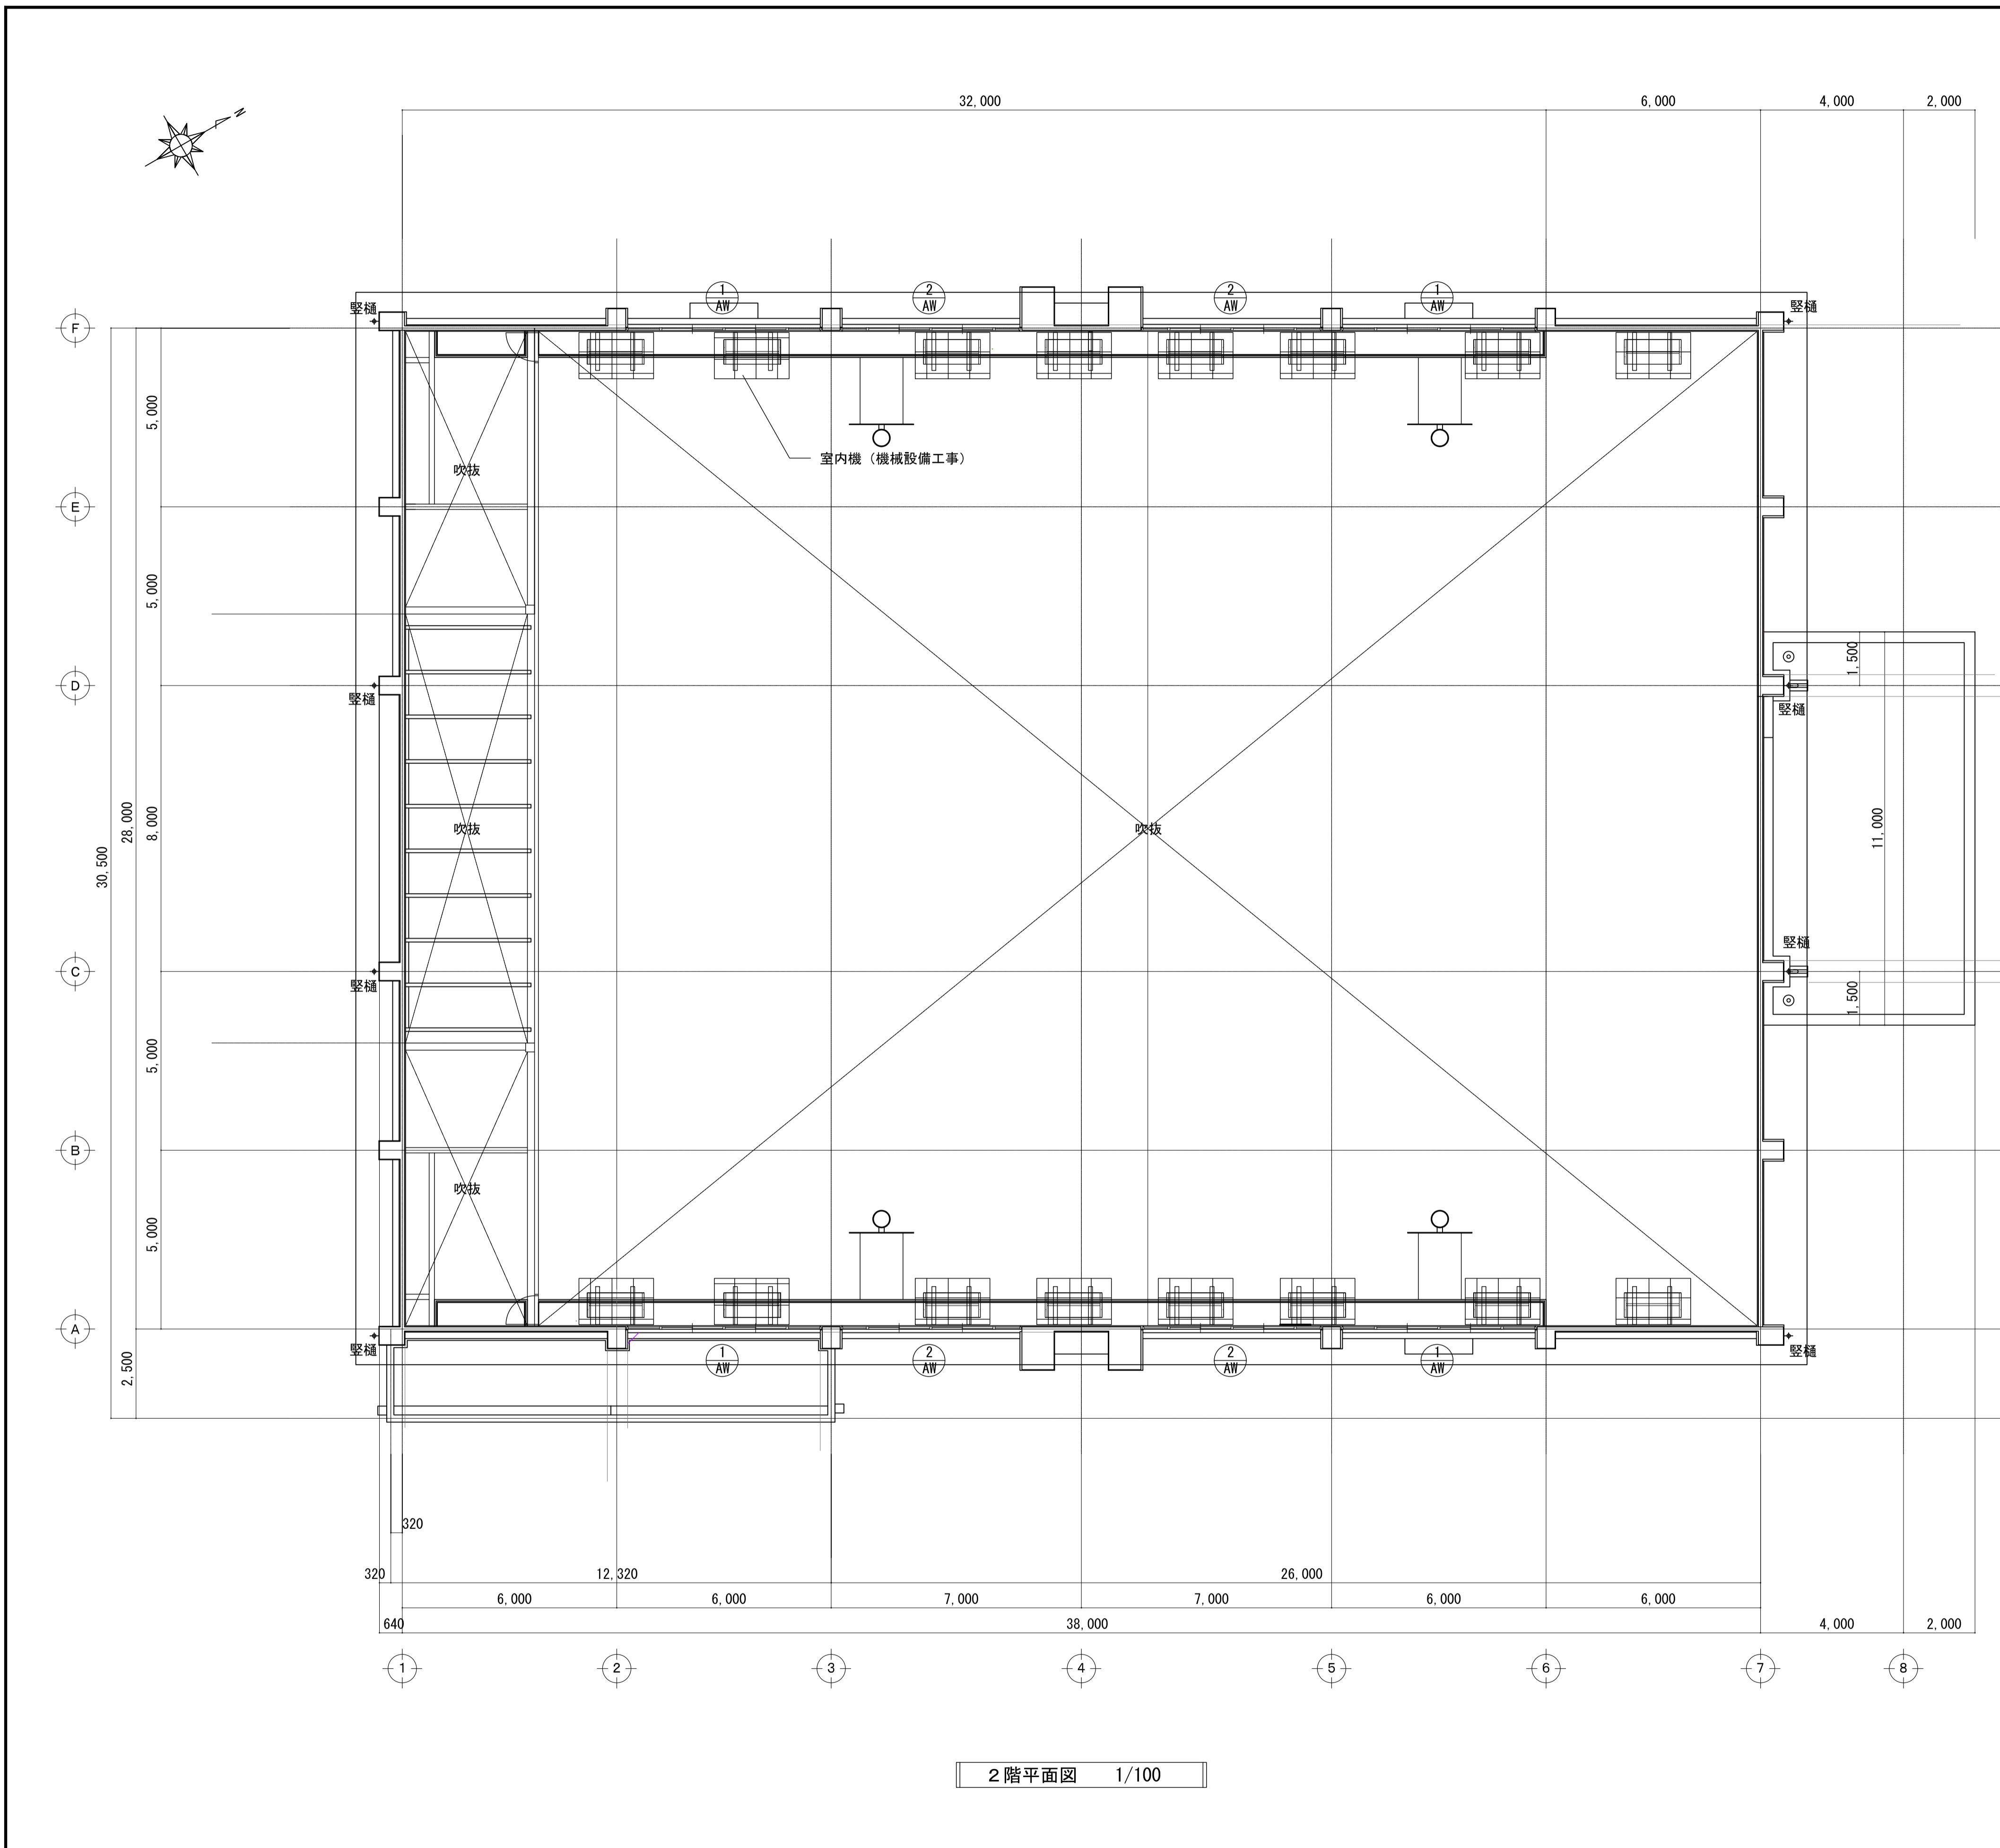 N
32,000
6,000
4,000
2,000
1
AW
2
AW
2
AW
1
AW
竪樋
竪樋
F
5,000
室内機（機械設備工事）
吹抜
E
5,000
1,500
D
竪樋
竪樋
28,000
8,000
30,500
吹抜
吹抜
11,000
竪樋
C
竪樋
1,500
5,000
B
吹抜
5,000
A
竪樋
竪樋
1
AW
2
AW
2
AW
1
AW
2,500
320
320
12,320
26,000
6,000
6,000
7,000
7,000
6,000
6,000
640
38,000
4,000
2,000
1
2
3
4
5
6
7
8
２階平面図 1/100